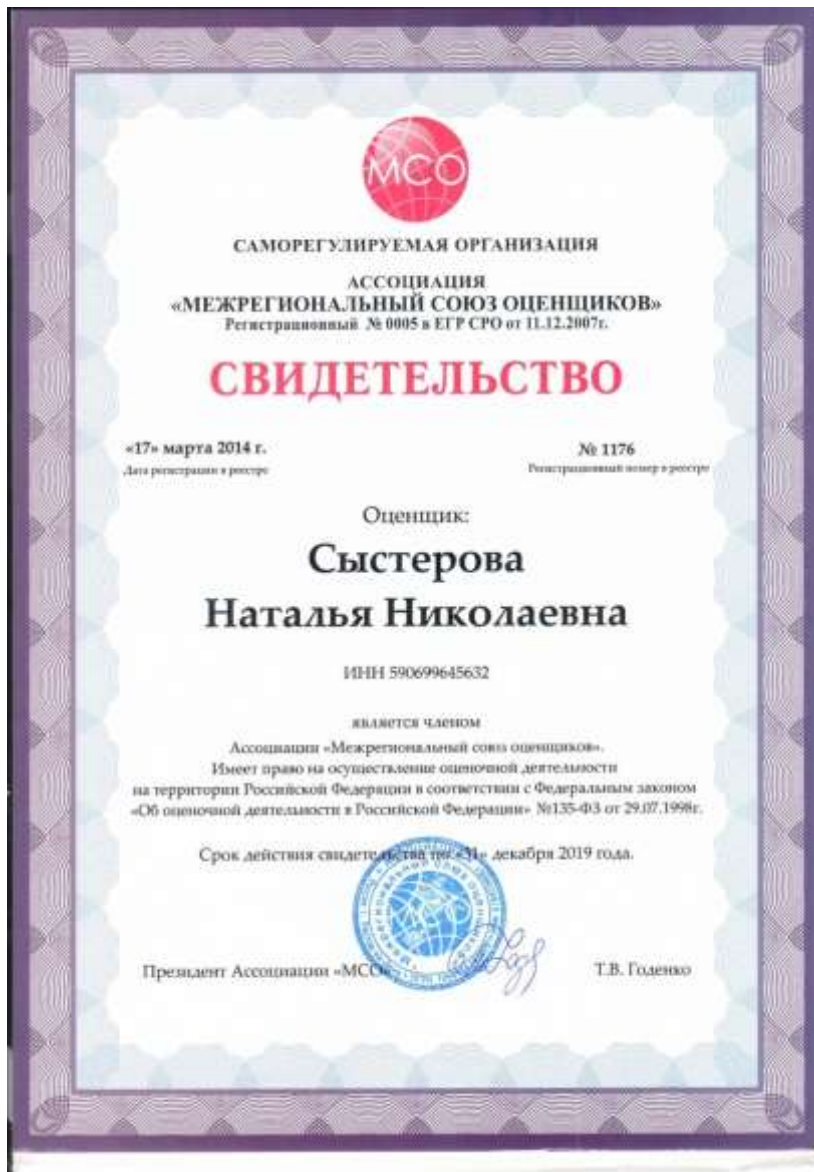 МСО
САМОРЕГУЛИРУЕМАЯ ОРГАНИЗАЦИЯ
АССОЦИАЦИЯ
«МЕЖРЕГИОНАЛЬНЫЙ СОЮЗ ОЦЕНЩИКОВ»
Регистрационный № 0005 в ЕГР СРО от 11.12.2007г.
СВИДЕТЕЛЬСТВО
«17» марта 2014 г.
Дата регистрации в реестре
№ 1176
Регистрационный номер в реестре
Оценщик:
Сыстерова
Наталья Николаевна
ИНН 590699645632
является членом
Ассоциации «Межрегиональный союз оценщиков».
Имеет право на осуществление оценочной деятельности
на территории Российской Федерации в соответствии с Федеральным законом
«Об оценочной деятельности в Российской Федерации» №135-ФЗ от 29.07.1998г.
Срок действия свидетельства по «31» декабря 2019 года.
Президент Ассоциации «МСО»
Т.В. Годенко